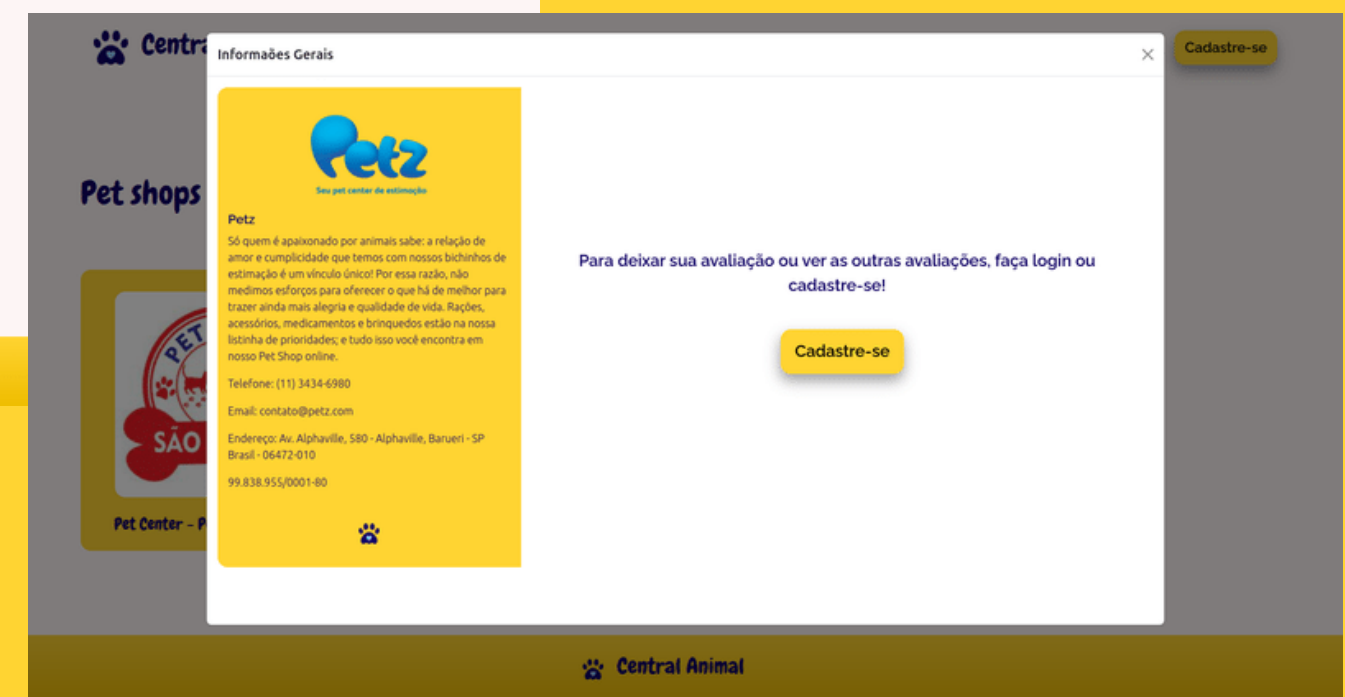 Centra
Cadastre-se
Informaões Gerais
×
Petz
Seu pet center de estimação
Petz
Só quem é apaixonado por animais sabe: a relação de
amor e cumplicidade que temos com nossos bichinhos de
estimação é um vínculo único! Por essa razão, não
medimos esforços para oferecer o que há de melhor para
trazer ainda mais alegria e qualidade de vida. Rações,
acessórios, medicamentos e brinquedos estão na nossa
listinha de prioridades; e tudo isso você encontra em
nosso Pet Shop online.
Telefone: (11) 3434-6980
Email: contato@petz.com
Endereço: Av. Alphaville, 580 - Alphaville, Barueri - SP
Brasil - 06472-010
99.838.955/0001-80
Para deixar sua avaliação ou ver as outras avaliações, faça login ou
cadastre-se!
Cadastre-se
Pet shops
PET
SÃO
Pet Center - P
Central Animal